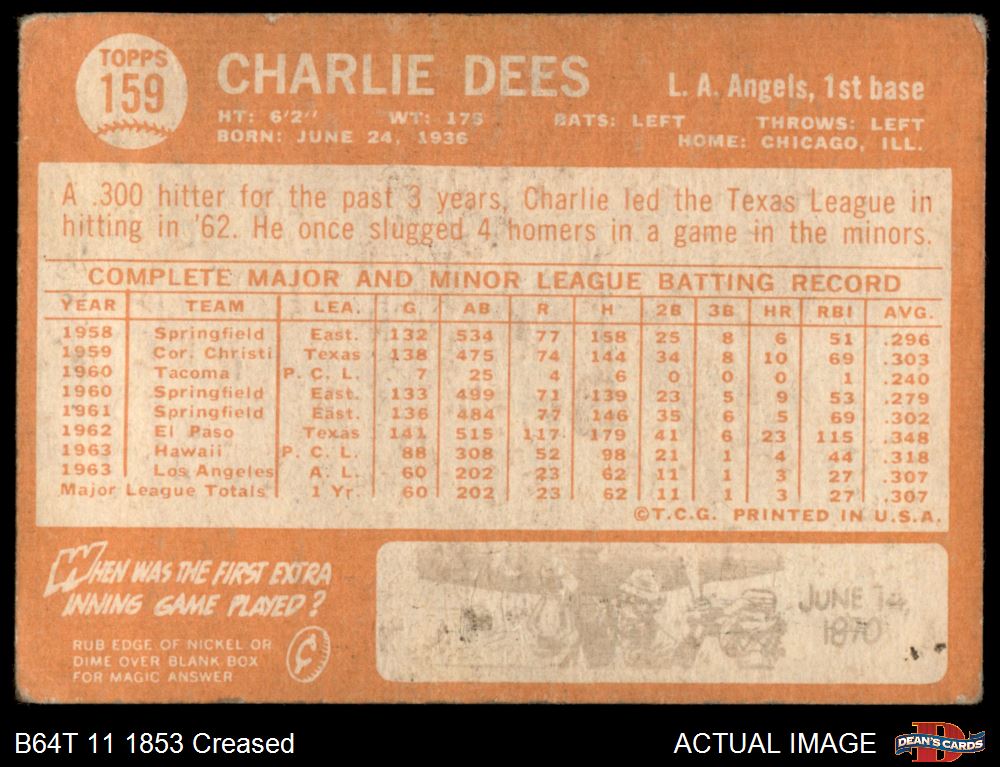 TOPPS
159
CHARLIE DEES
L. A. Angels, 1st base
HT: 6'2" WT: 175 BATS: LEFT THROWS: LEFT
BORN: JUNE 24, 1936 HOME: CHICAGO, ILL.
A .300 hitter for the past 3 years, Charlie led the Texas League in
hitting in '62. He once slugged 4 homers in a game in the minors.
COMPLETE MAJOR AND MINOR LEAGUE BATTING RECORD
YEAR TEAM LEA. G. AB R H 2B 3B HR RBI AVG.
1958 Springfield East. 132 534 77 158 25 8 6 51 .296
1959 Cor. Christi Texas 138 475 74 144 34 8 10 69 .303
1960 Tacoma P. C. L. 7 25 4 6 0 0 0 1 .240
1960 Springfield East. 133 499 71 139 23 5 9 53 .279
1961 Springfield East. 136 484 77 146 35 6 5 69 .302
1962 El Paso Texas 141 515 117 179 41 6 23 115 .348
1963 Hawaii P. C. L. 88 308 52 98 21 1 4 44 .318
1963 Los Angeles A. L. 60 202 23 62 11 1 3 27 .307
Major League Totals 1 Yr. 60 202 23 62 11 1 3 27 .307
©T.C.G. PRINTED IN U.S.A.
WHEN WAS THE FIRST EXTRA
INNING GAME PLAYED?
RUB EDGE OF NICKEL OR
DIME OVER BLANK BOX
FOR MAGIC ANSWER
JUNE 14,
1870
B64T 11 1853 Creased
ACTUAL IMAGE
D
DEAN'S CARDS